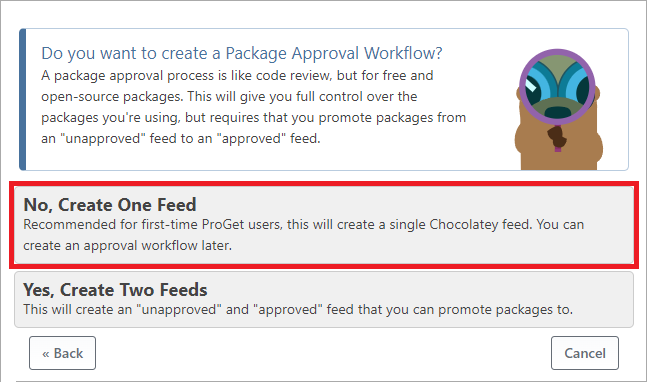 Do you want to create a Package Approval Workflow?
A package approval process is like code review, but for free and
open-source packages. This will give you full control over the
packages you're using, but requires that you promote packages from
an "unapproved" feed to an "approved" feed.
No, Create One Feed
Recommended for first-time ProGet users, this will create a single Chocolatey feed. You can
create an approval workflow later.
Yes, Create Two Feeds
This will create an "unapproved" and "approved" feed that you can promote packages to.
« Back
Cancel